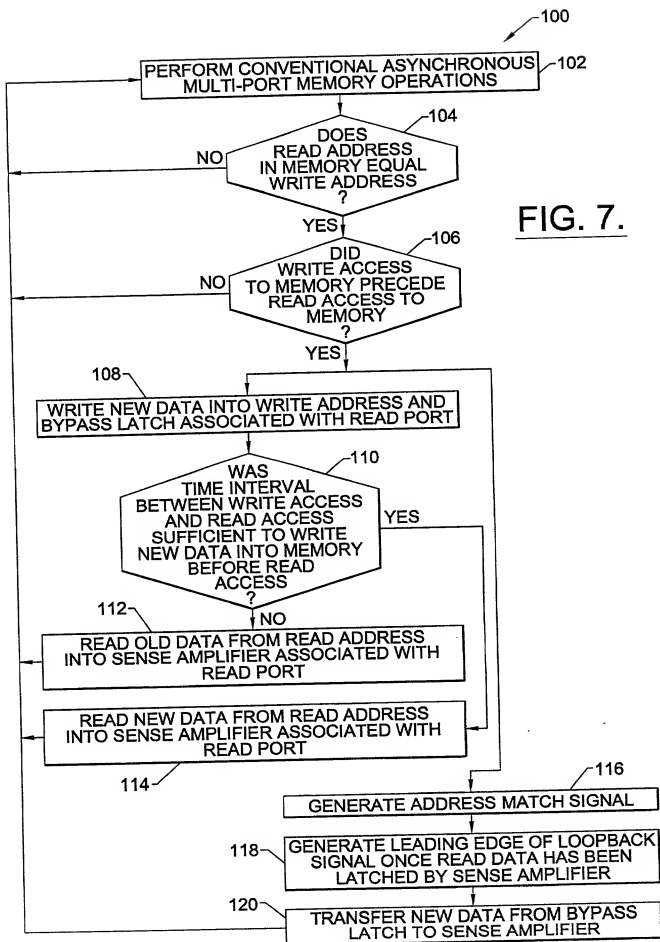 100
PERFORM CONVENTIONAL ASYNCHRONOUS
MULTI-PORT MEMORY OPERATIONS
102
104
DOES
READ ADDRESS
IN MEMORY EQUAL
WRITE ADDRESS
?
NO
YES
FIG. 7.
106
DID
WRITE ACCESS
TO MEMORY PRECEDE
READ ACCESS TO
MEMORY
?
NO
YES
108
WRITE NEW DATA INTO WRITE ADDRESS AND
BYPASS LATCH ASSOCIATED WITH READ PORT
110
WAS
TIME INTERVAL
BETWEEN WRITE ACCESS
AND READ ACCESS
SUFFICIENT TO WRITE
NEW DATA INTO MEMORY
BEFORE READ
ACCESS
?
YES
NO
112
READ OLD DATA FROM READ ADDRESS
INTO SENSE AMPLIFIER ASSOCIATED WITH
READ PORT
READ NEW DATA FROM READ ADDRESS
INTO SENSE AMPLIFIER ASSOCIATED WITH
READ PORT
114
116
GENERATE ADDRESS MATCH SIGNAL
118
GENERATE LEADING EDGE OF LOOPBACK
SIGNAL ONCE READ DATA HAS BEEN
LATCHED BY SENSE AMPLIFIER
120
TRANSFER NEW DATA FROM BYPASS
LATCH TO SENSE AMPLIFIER